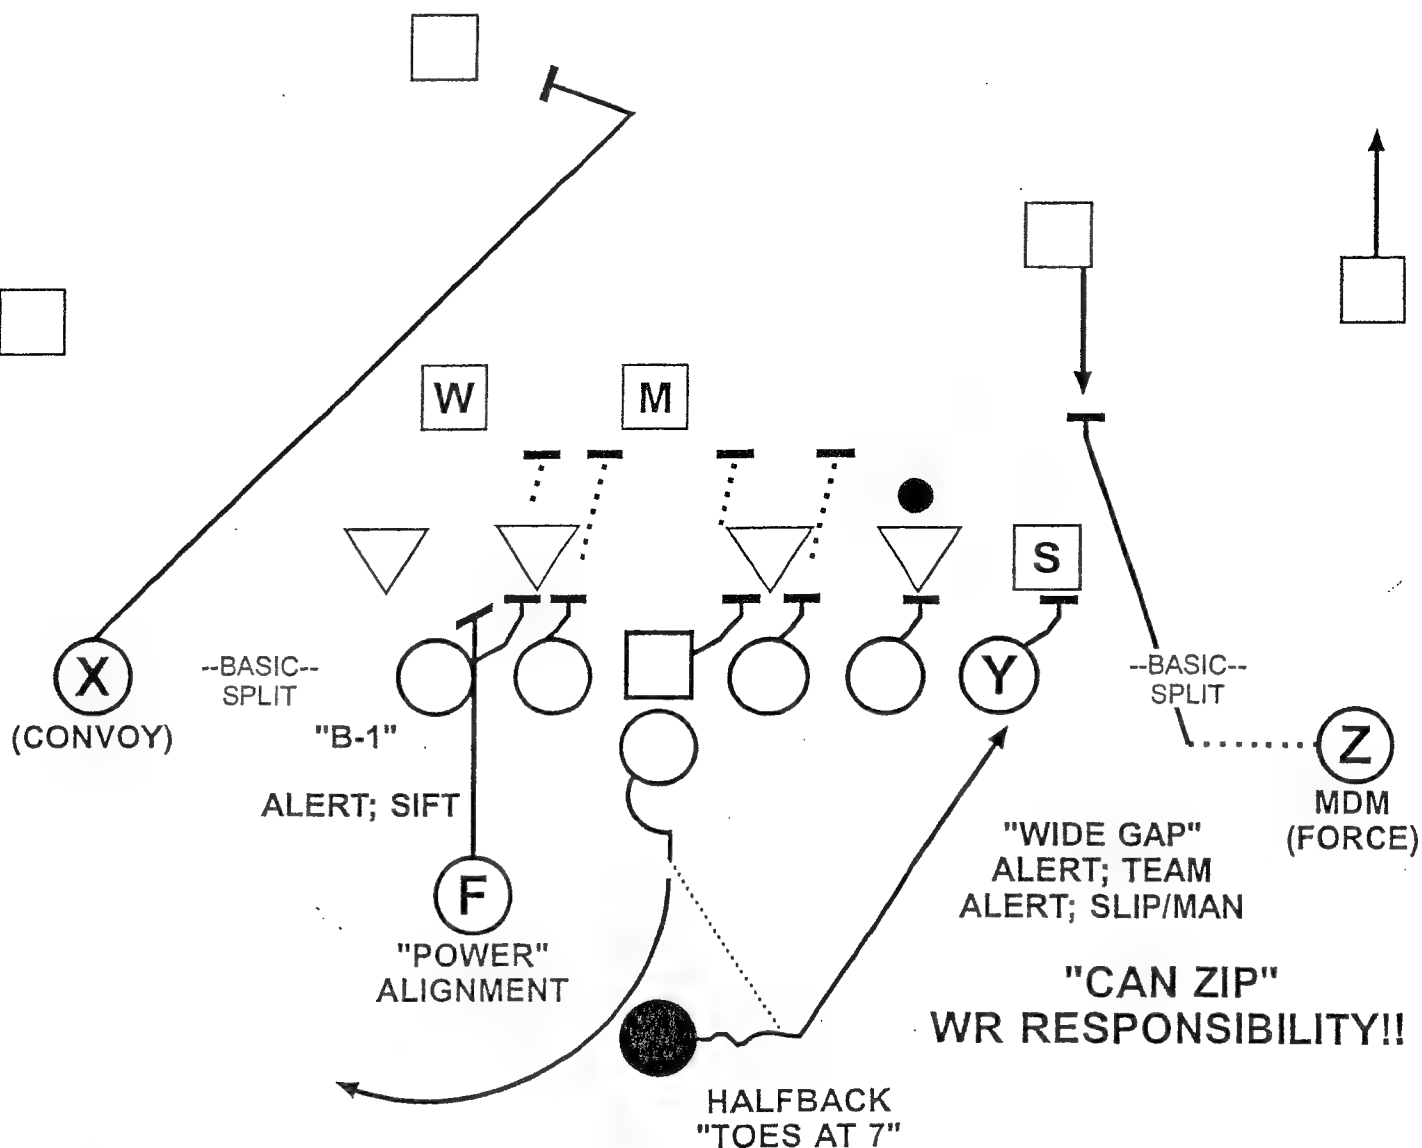 W
M
S
X
(CONVOY)
--BASIC--
SPLIT
"B-1"
ALERT; SIFT
F
"POWER"
ALIGNMENT
Y
--BASIC--
SPLIT
Z
MDM
(FORCE)
"WIDE GAP"
ALERT; TEAM
ALERT; SLIP/MAN
"CAN ZIP"
WR RESPONSIBILITY!!
HALFBACK
"TOES AT 7"